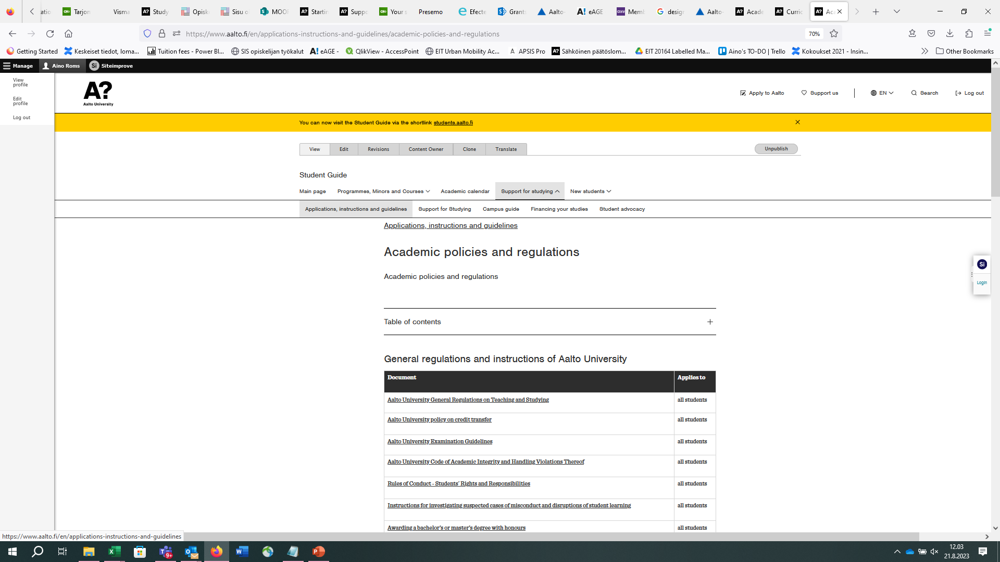 Tarjon
Visma
Study
Opisk
Sisu o
MOOF
Startin
Suppo
Your s
Presemo
Efecte
Grants
Aalto-
eAGE
Memb
design
Aalto-
Acade
Curric
Aca
https://www.aalto.fi/en/applications-instructions-and-guidelines/academic-policies-and-regulations
70%
Getting Started
Keskeiset tiedot, loma...
Tuition fees - Power BI...
SIS opiskelijan työkalut
eAGE -
QlikView - AccessPoint
EIT Urban Mobility Ac...
APSIS Pro
Sähköinen päätöslom...
EIT 20164 Labelled Ma...
Aino's TO-DO | Trello
Kokoukset 2021 - Insin...
Other Bookmarks
Manage
Aino Roms
Siteimprove
View profile
Edit profile
Log out
A?
Aalto University
Apply to Aalto
Support us
EN
Search
Log out
You can now visit the Student Guide via the shortlink students.aalto.fi
View
Edit
Revisions
Content Owner
Clone
Translate
Unpublish
Student Guide
Main page
Programmes, Minors and Courses
Academic calendar
Support for studying
New students
Applications, instructions and guidelines
Support for Studying
Campus guide
Financing your studies
Student advocacy
Applications, instructions and guidelines
Academic policies and regulations
Academic policies and regulations
Si
Login
Table of contents
General regulations and instructions of Aalto University
Document Applies to
Aalto University General Regulations on Teaching and Studying all students
Aalto University policy on credit transfer all students
Aalto University Examination Guidelines all students
Aalto University Code of Academic Integrity and Handling Violations Thereof all students
Rules of Conduct - Students´ Rights and Responsibilities all students
Instructions for investigating suspected cases of misconduct and disruptions of student learning all students
Awarding a bachelor's or master's degree with honours all students
https://www.aalto.fi/en/applications-instructions-and-guidelines
12.03
21.8.2023